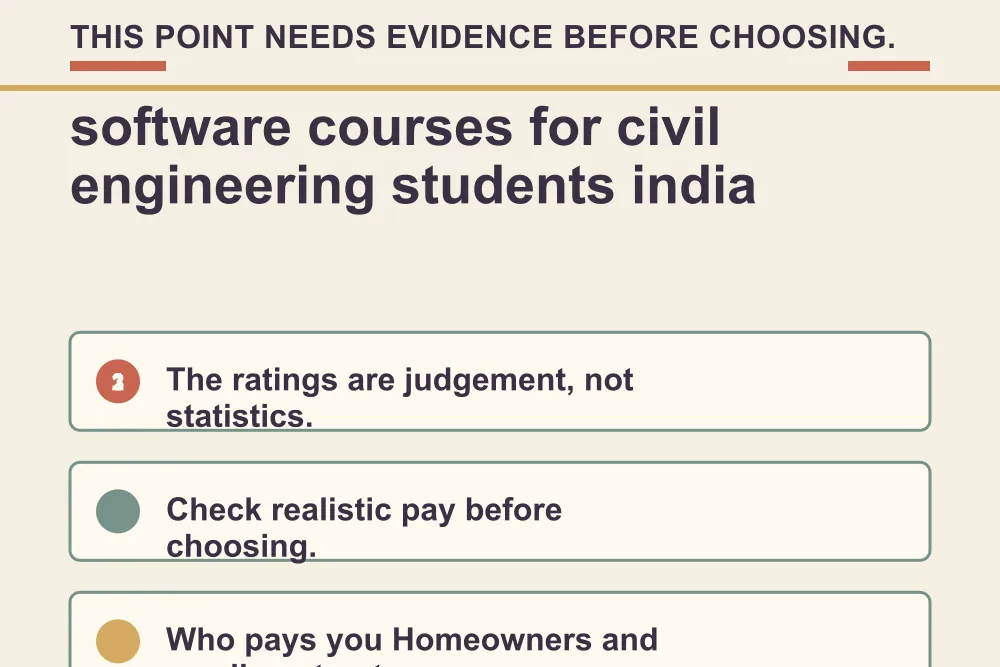 THIS POINT NEEDS EVIDENCE BEFORE CHOOSING.
software courses for civil
engineering students india
The ratings are judgement, not
statistics.
Check realistic pay before
choosing.
Who pays you Homeowners and